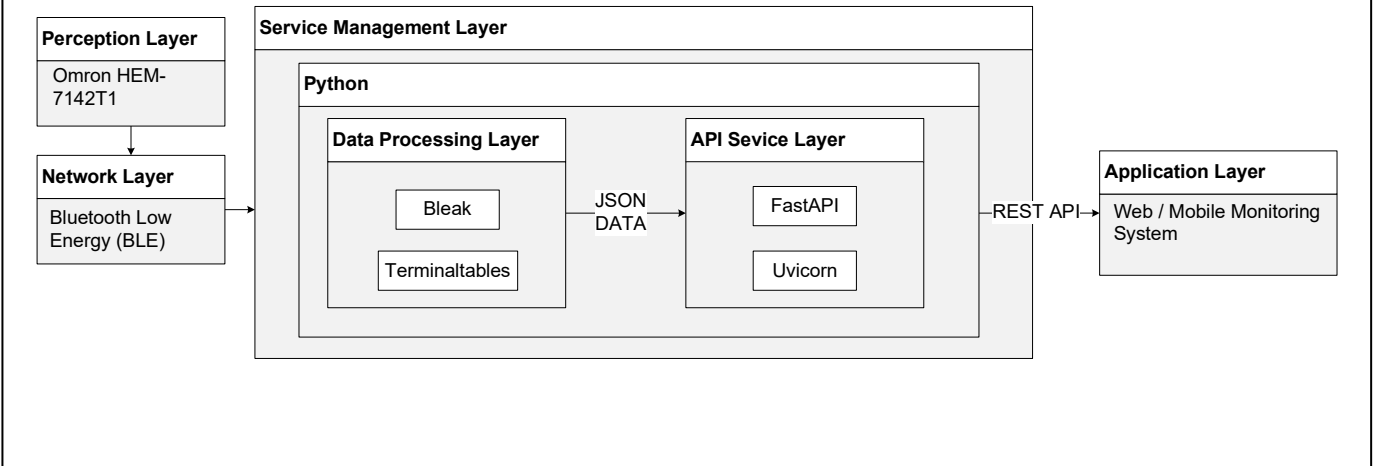 Perception Layer
Omron HEM-
7142T1
Network Layer
Bluetooth Low
Energy (BLE)
Service Management Layer
Python
Data Processing Layer
Bleak
Terminaltables
JSON
DATA
API Sevice Layer
FastAPI
Uvicorn
REST API
Application Layer
Web / Mobile Monitoring
System